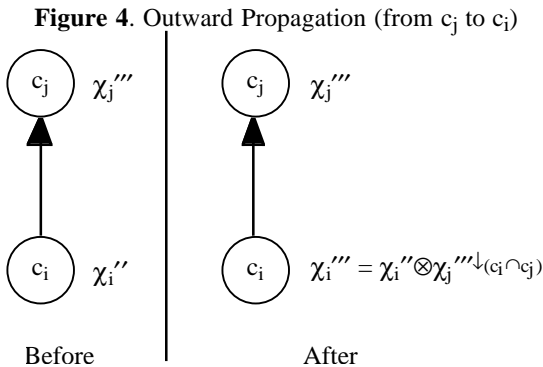 Figure 4. Outward Propagation (from cj to ci)
cj χj′′′ cj χj′′′
ci χi′′ ci χi′′′ = χi′′⊗χj′′′↓(ci∩cj)
Before After